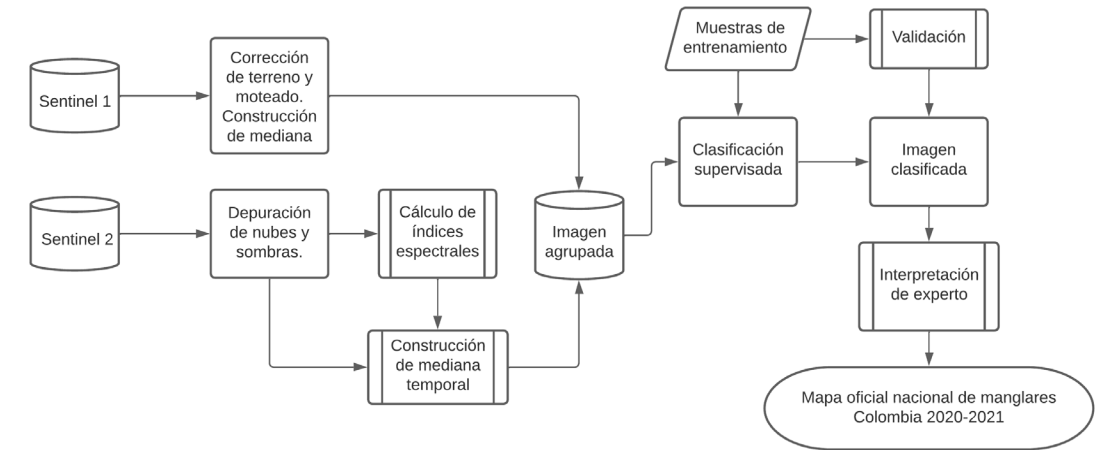 Sentinel 1
Corrección
de terreno y
moteado.
Construcción
de mediana
Sentinel 2
Depuración
de nubes y
sombras.
Cálculo de
índices
espectrales
Construcción
de mediana
temporal
Imagen
agrupada
Muestras de
entrenamiento
Validación
Clasificación
supervisada
Imagen
clasificada
Interpretación
de experto
Mapa oficial nacional de manglares
Colombia 2020-2021